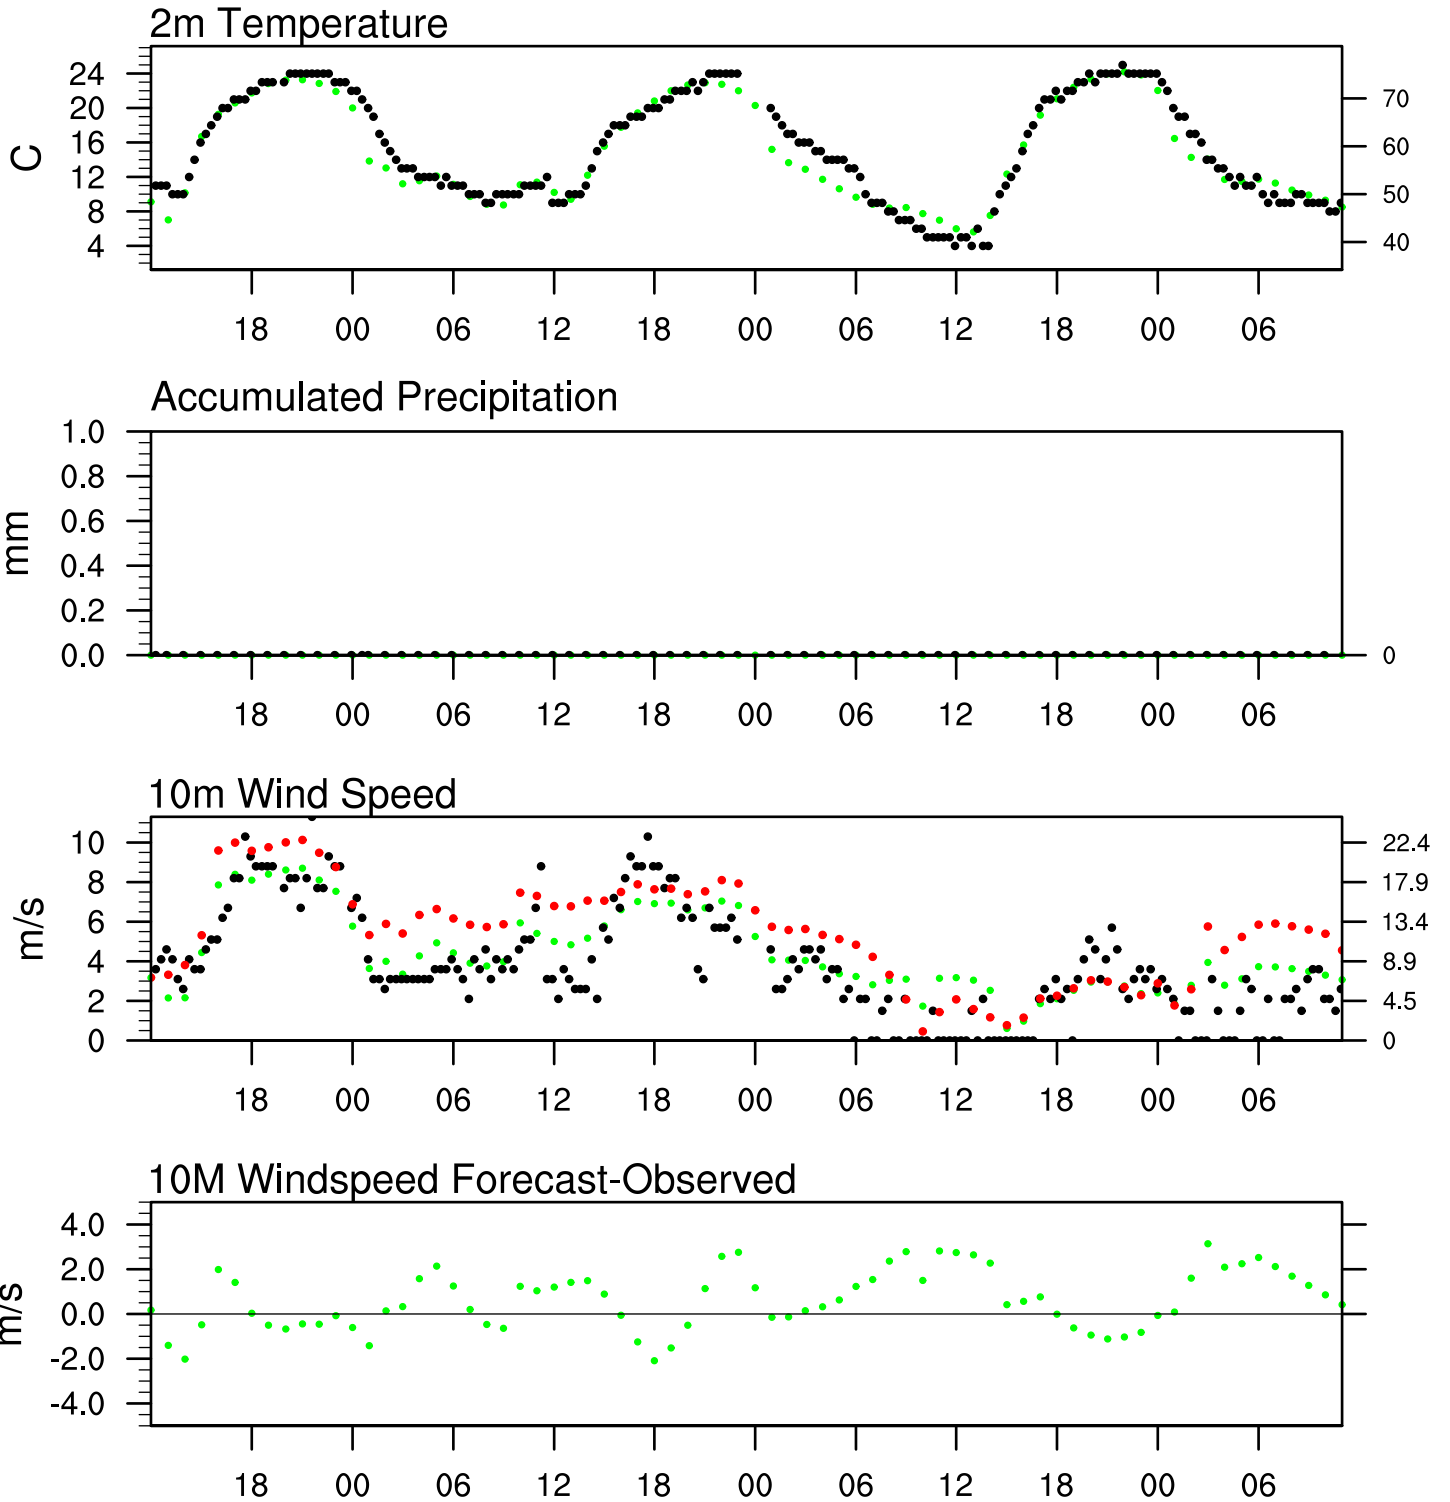 2m Temperature
24
20
16
12
8
4
C
70
60
50
40
18 00 06 12 18 00 06 12 18 00 06
Accumulated Precipitation
1.0
0.8
0.6
0.4
0.2
0.0
mm
0
18 00 06 12 18 00 06 12 18 00 06
10m Wind Speed
10
8
6
4
2
0
m/s
22.4
17.9
13.4
8.9
4.5
0
18 00 06 12 18 00 06 12 18 00 06
10M Windspeed Forecast-Observed
4.0
2.0
0.0
-2.0
-4.0
m/s
18 00 06 12 18 00 06 12 18 00 06